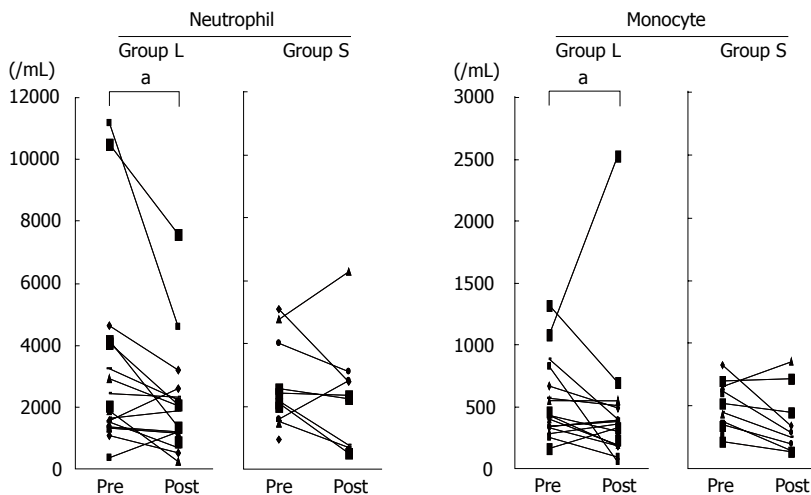 Neutrophil
Monocyte
Group L
Group S
Group L
Group S
(/mL)
a
(/mL)
a
12000
10000
8000
6000
4000
2000
0
3000
2500
2000
1500
1000
500
0
Pre
Post
Pre
Post
Pre
Post
Pre
Post